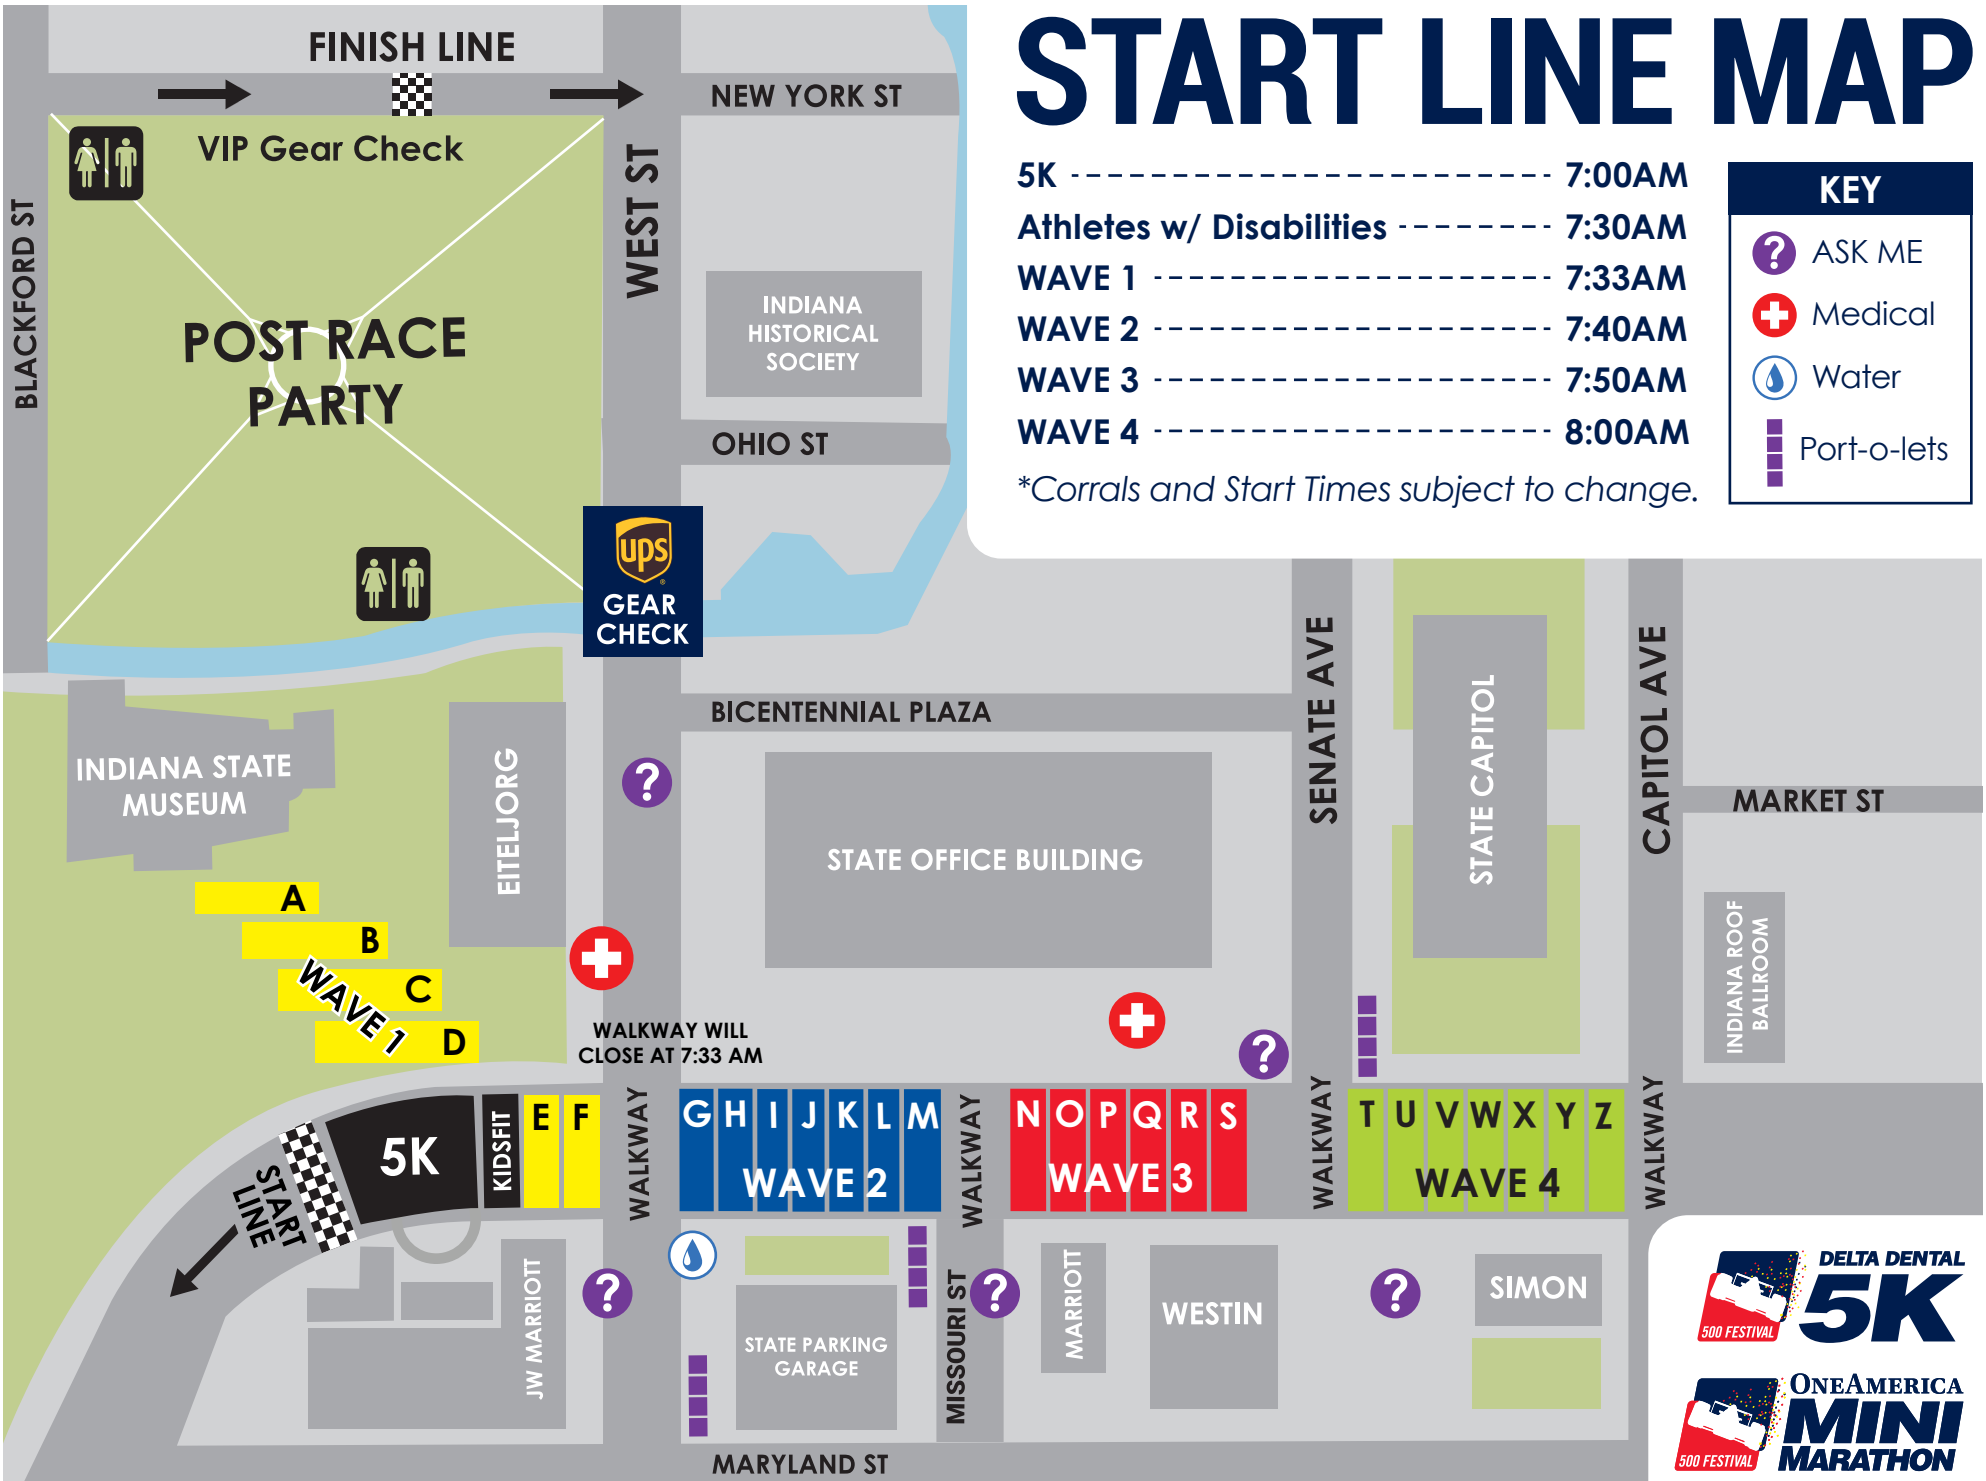 START LINE MAP
5K 7:00AM
Athletes w/ Disabilities 7:30AM
WAVE 1 7:33AM
WAVE 2 7:40AM
WAVE 3 7:50AM
WAVE 4 8:00AM
*Corrals and Start Times subject to change.
KEY
ASK ME
Medical
Water
Port-o-lets
FINISH LINE
NEW YORK ST
VIP Gear Check
BLACKFORD ST
WEST ST
POST RACE
PARTY
INDIANA
HISTORICAL
SOCIETY
OHIO ST
ups
GEAR
CHECK
BICENTENNIAL PLAZA
SENATE AVE
STATE CAPITOL
CAPITOL AVE
MARKET ST
INDIANA STATE
MUSEUM
EITELJORG
STATE OFFICE BUILDING
INDIANA ROOF
BALLROOM
A
B
C
D
WAVE 1
WALKWAY WILL
CLOSE AT 7:33 AM
START
LINE
5K
KIDSFIT
E F
WALKWAY
G H I J K L M
WAVE 2
WALKWAY
N O P Q R S
WAVE 3
WALKWAY
T U V W X Y Z
WAVE 4
WALKWAY
JW MARRIOTT
STATE PARKING
GARAGE
MISSOURI ST
MARRIOTT
WESTIN
SIMON
MARYLAND ST
DELTA DENTAL
5K
500 FESTIVAL
ONEAMERICA
MINI
MARATHON
500 FESTIVAL